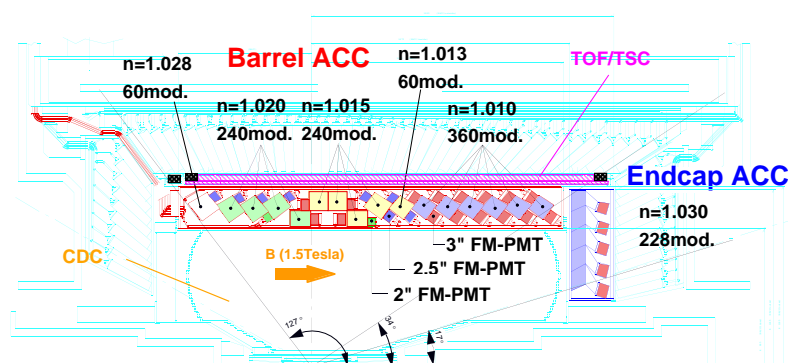 Barrel ACC
n=1.028
60mod.
n=1.020
240mod.
n=1.015
240mod.
n=1.013
60mod.
n=1.010
360mod.
TOF/TSC
Endcap ACC
n=1.030
228mod.
3" FM-PMT
2.5" FM-PMT
2" FM-PMT
CDC
B (1.5Tesla)
127°
34°
17°